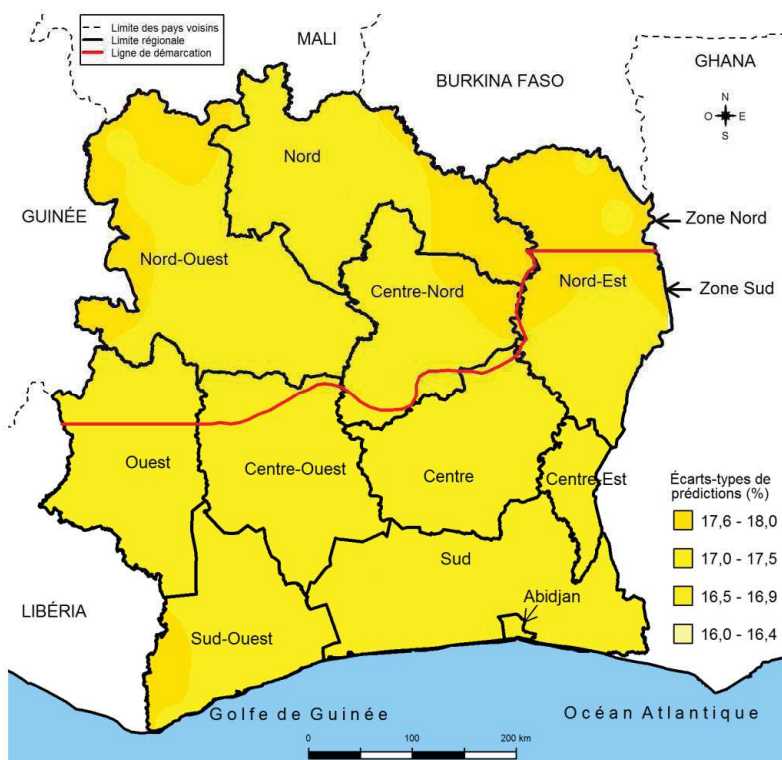 Limite des pays voisins
Limite régionale
Ligne de démarcation
MALI
GHANA
BURKINA FASO
N
O E
S
Nord
GUINÉE
Zone Nord
Nord-Ouest
Nord-Est
Centre-Nord
Zone Sud
Ouest
Centre-Ouest
Centre
Centre-Est
Écarts-types de
prédictions (%)
17,6 - 18,0
17,0 - 17,5
16,5 - 16,9
16,0 - 16,4
Sud
Abidjan
LIBÉRIA
Sud-Ouest
Golfe de Guinée
Océan Atlantique
0 100 200 km